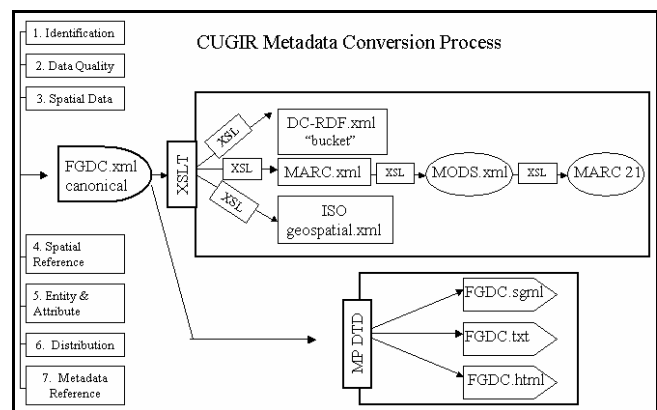 CUGIR Metadata Conversion Process
1. Identification
2. Data Quality
3. Spatial Data
FGDC.xml
canonical
XSLT
XSL
DC-RDF.xml
"bucket"
XSL
MARC.xml
XSL
MODS.xml
XSL
MARC 21
XSL
ISO
geospatial.xml
4. Spatial
Reference
5. Entity &
Attribute
6. Distribution
7. Metadata
Reference
MP DTD
FGDC.sgml
FGDC.txt
FGDC.html